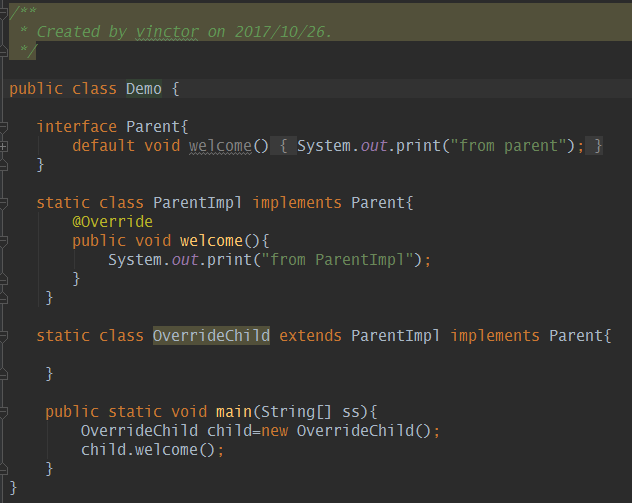 /**
 * Created by vinctor on 2017/10/26.
 */
public class Demo {
interface Parent{
default void welcome() { System.out.print("from parent"); }
}
static class ParentImpl implements Parent{
@Override
public void welcome(){
System.out.print("from ParentImpl");
}
}
static class OverrideChild extends ParentImpl implements Parent{
}
public static void main(String[] ss){
OverrideChild child=new OverrideChild();
child.welcome();
}
}